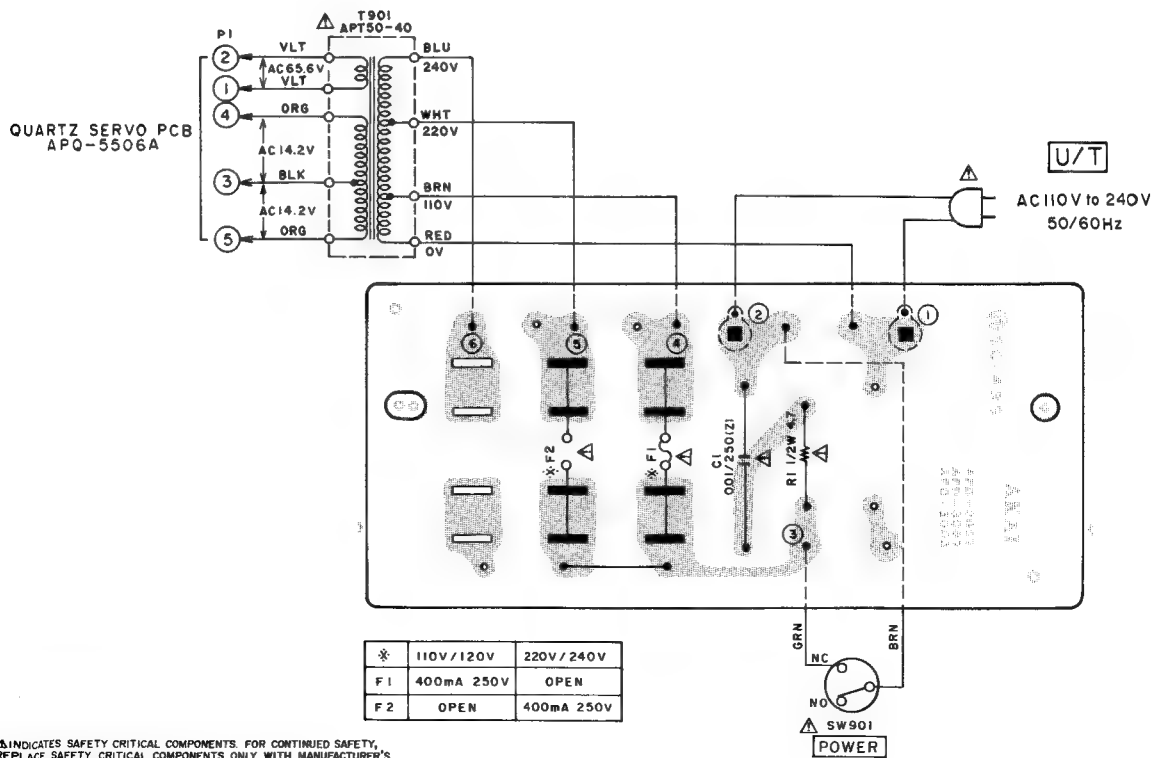 T901
APT50-40
P1
2
VLT
AC65.6V
1
VLT
4
ORG
AC14.2V
3
BLK
AC14.2V
5
ORG
QUARTZ SERVO PCB
APQ-5506A
BLU
240V
WHT
220V
BRN
110V
RED
0V
U/T
AC110V to 240V
50/60Hz
6
5
4
2
1
※ F2
※ F1
C1
0.01/250(Z)
R1 1/2W 4.7
3
AKAI
GRN
BRN
NC
NO
SW901
POWER
※ 110V/120V 220V/240V
F1 400mA 250V OPEN
F2 OPEN 400mA 250V
⚠INDICATES SAFETY CRITICAL COMPONENTS. FOR CONTINUED SAFETY,
REPLACE SAFETY CRITICAL COMPONENTS ONLY WITH MANUFACTURER'S